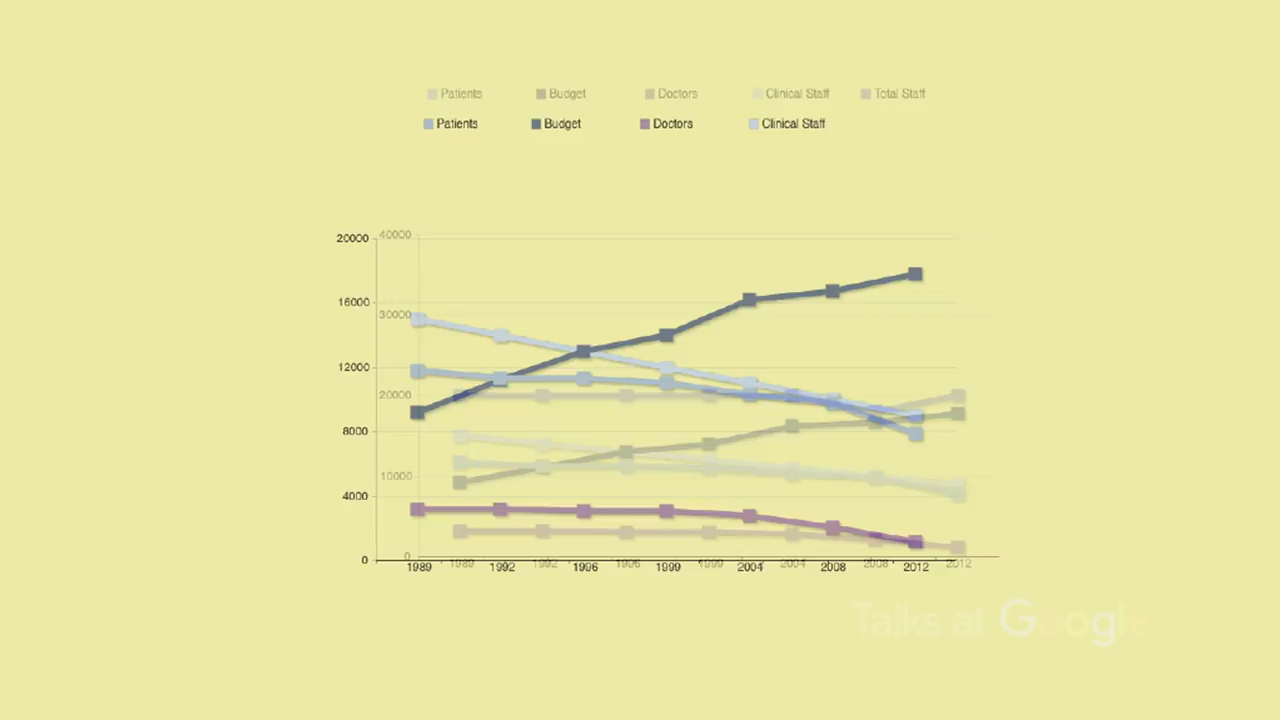 Patients Budget Doctors Clinical Staff Total Staff
Patients Budget Doctors Clinical Staff
40000
20000
16000
30000
12000
20000
8000
10000
4000
0
0
1989 1992 1996 1999 2004 2008 2012
1989 1992 1996 1999 2004 2008 2012
Talks at Google